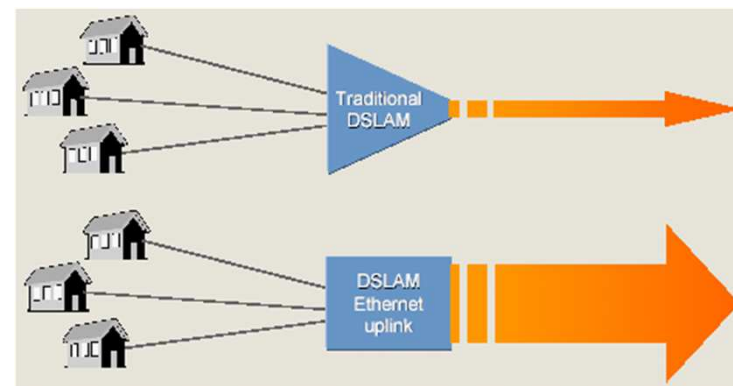 Traditional
DSLAM
DSLAM
Ethernet
uplink